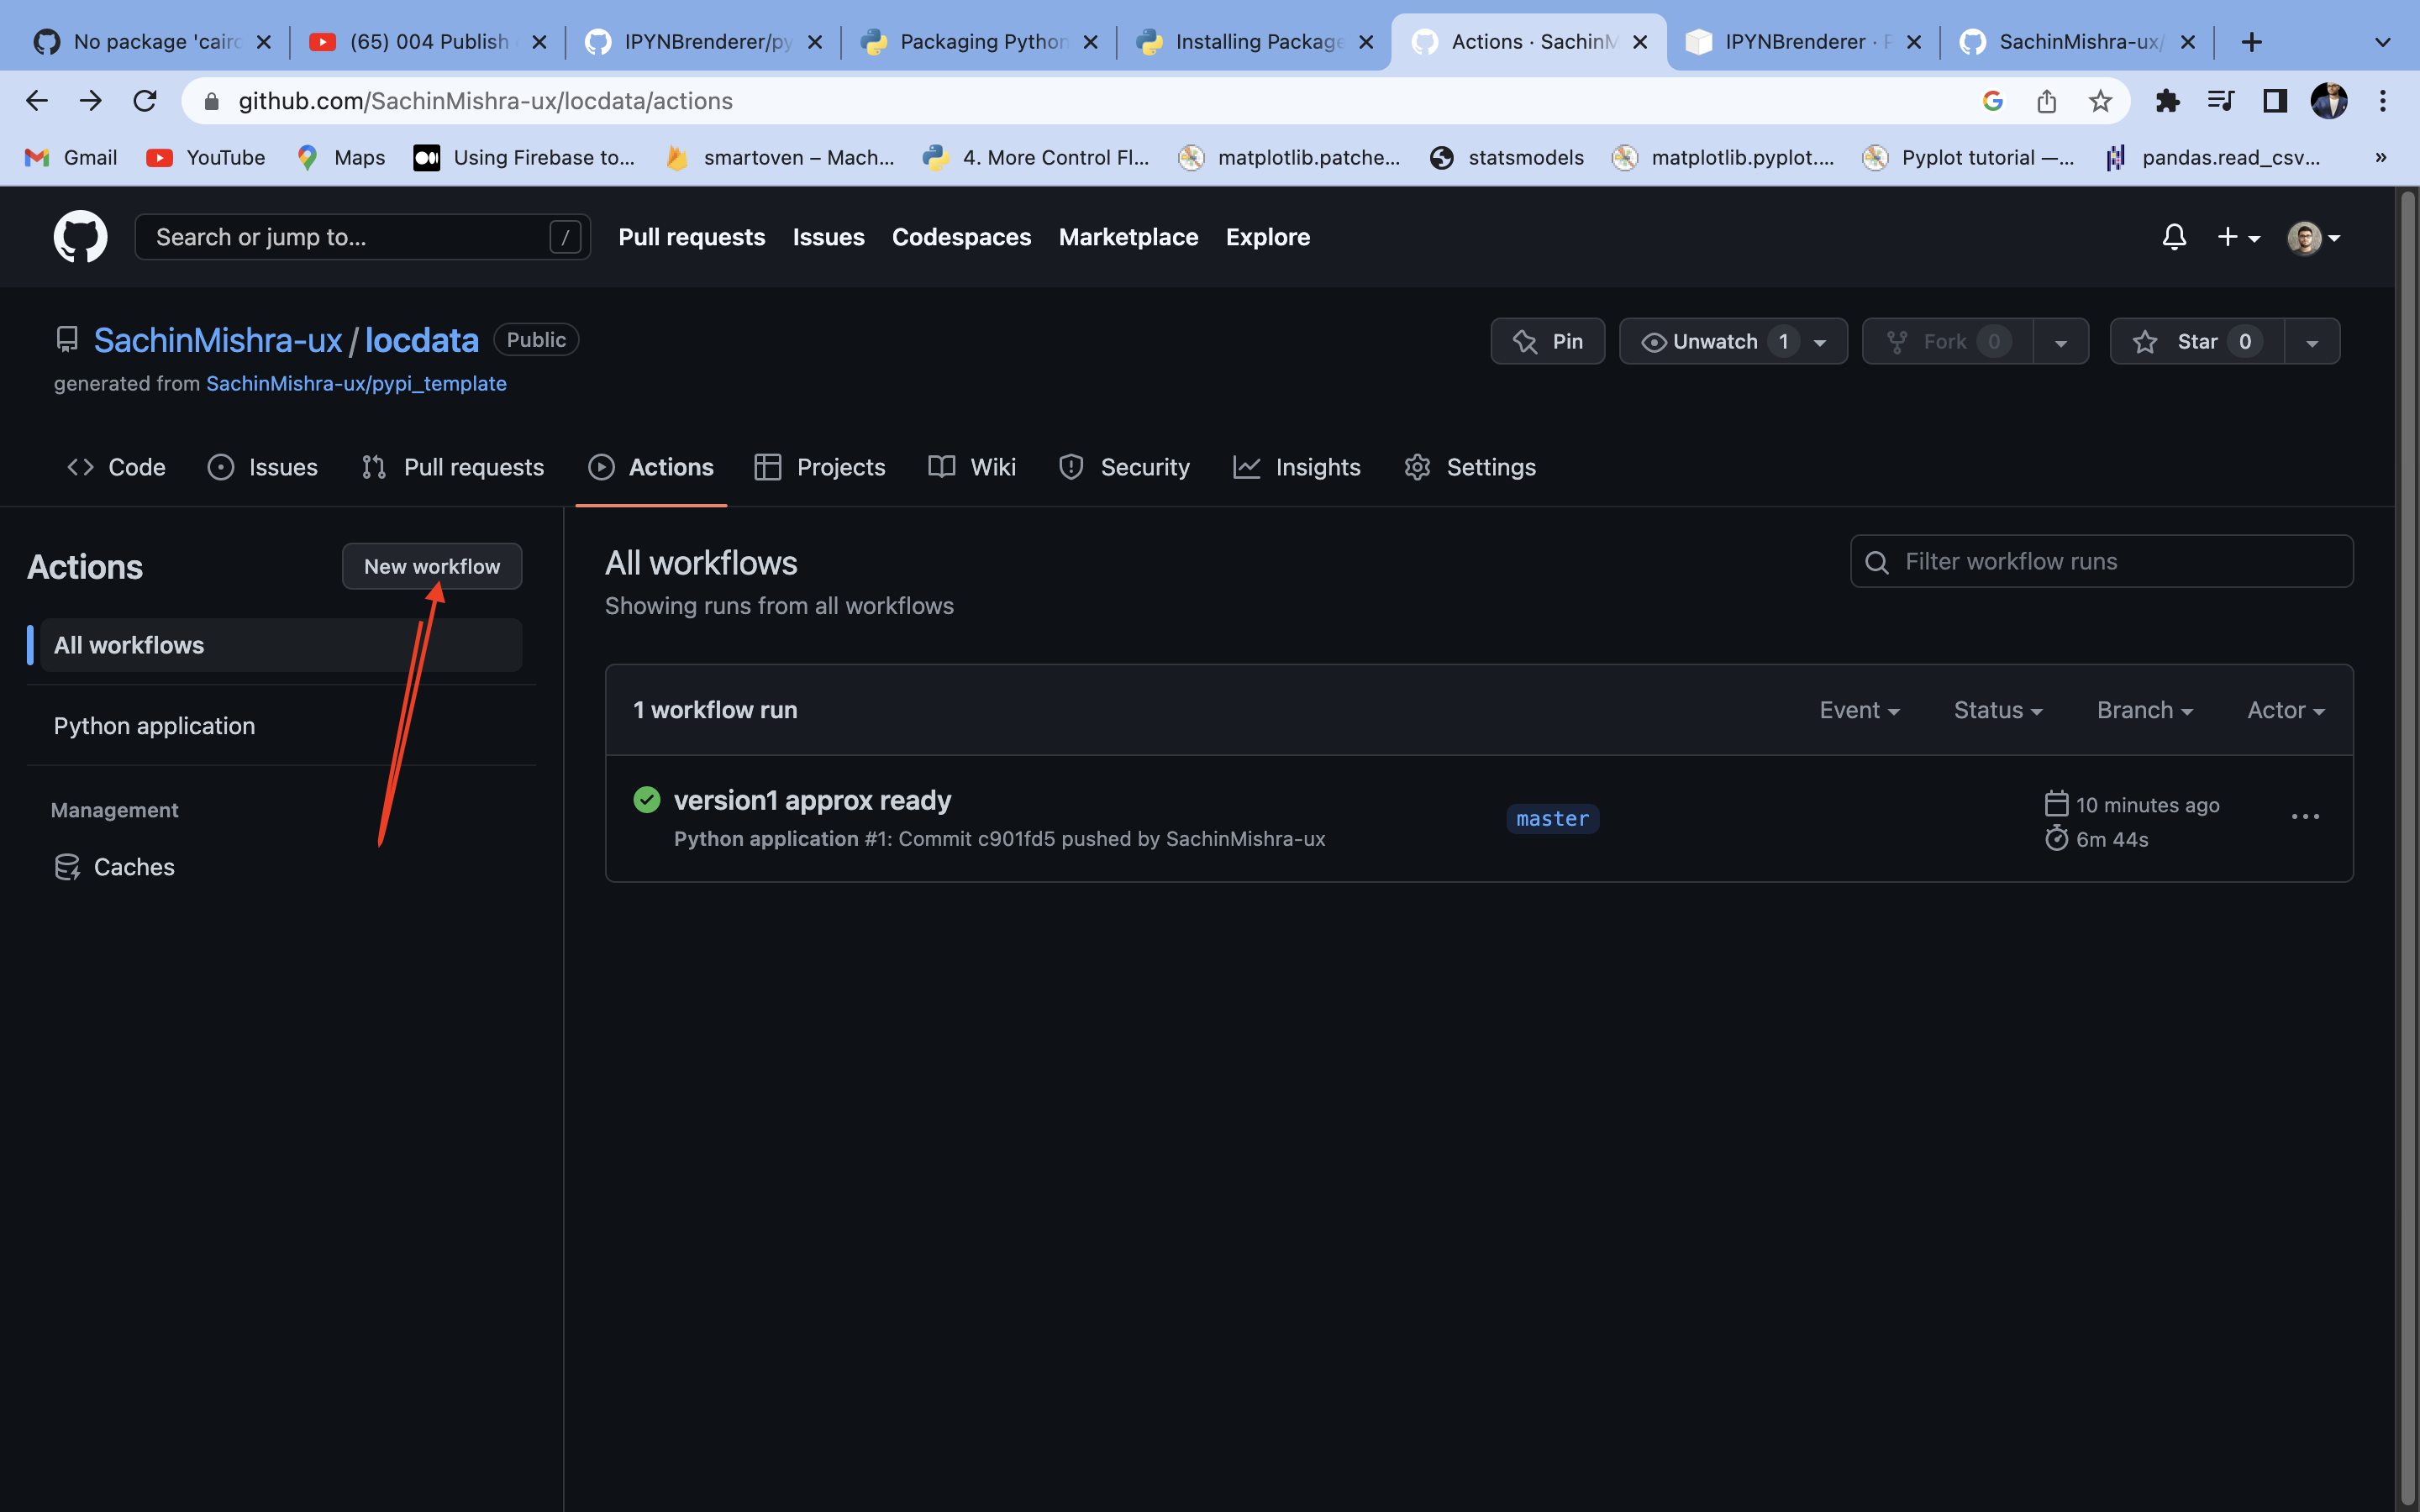 No package 'cairo
(65) 004 Publish
IPYNBrenderer/py
Packaging Python
Installing Package
Actions · SachinM
IPYNBrenderer · P
SachinMishra-ux/
github.com/SachinMishra-ux/locdata/actions
Gmail
YouTube
Maps
Using Firebase to...
smartoven – Mach...
4. More Control Fl...
matplotlib.patche...
statsmodels
matplotlib.pyplot....
Pyplot tutorial —...
pandas.read_csv...
»
Search or jump to...
/
Pull requests
Issues
Codespaces
Marketplace
Explore
SachinMishra-ux / locdata
Public
Pin
Unwatch 1
Fork 0
Star 0
generated from SachinMishra-ux/pypi_template
Code
Issues
Pull requests
Actions
Projects
Wiki
Security
Insights
Settings
Actions
New workflow
All workflows
Python application
Management
Caches
All workflows
Showing runs from all workflows
Filter workflow runs
1 workflow run
Event
Status
Branch
Actor
version1 approx ready
Python application #1: Commit c901fd5 pushed by SachinMishra-ux
master
10 minutes ago
6m 44s